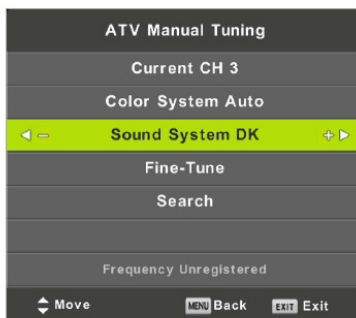 ATV Manual Tuning
Current CH 3
Color System Auto
− Sound System DK +
Fine-Tune
Search
Frequency Unregistered
Move MENU Back EXIT Exit